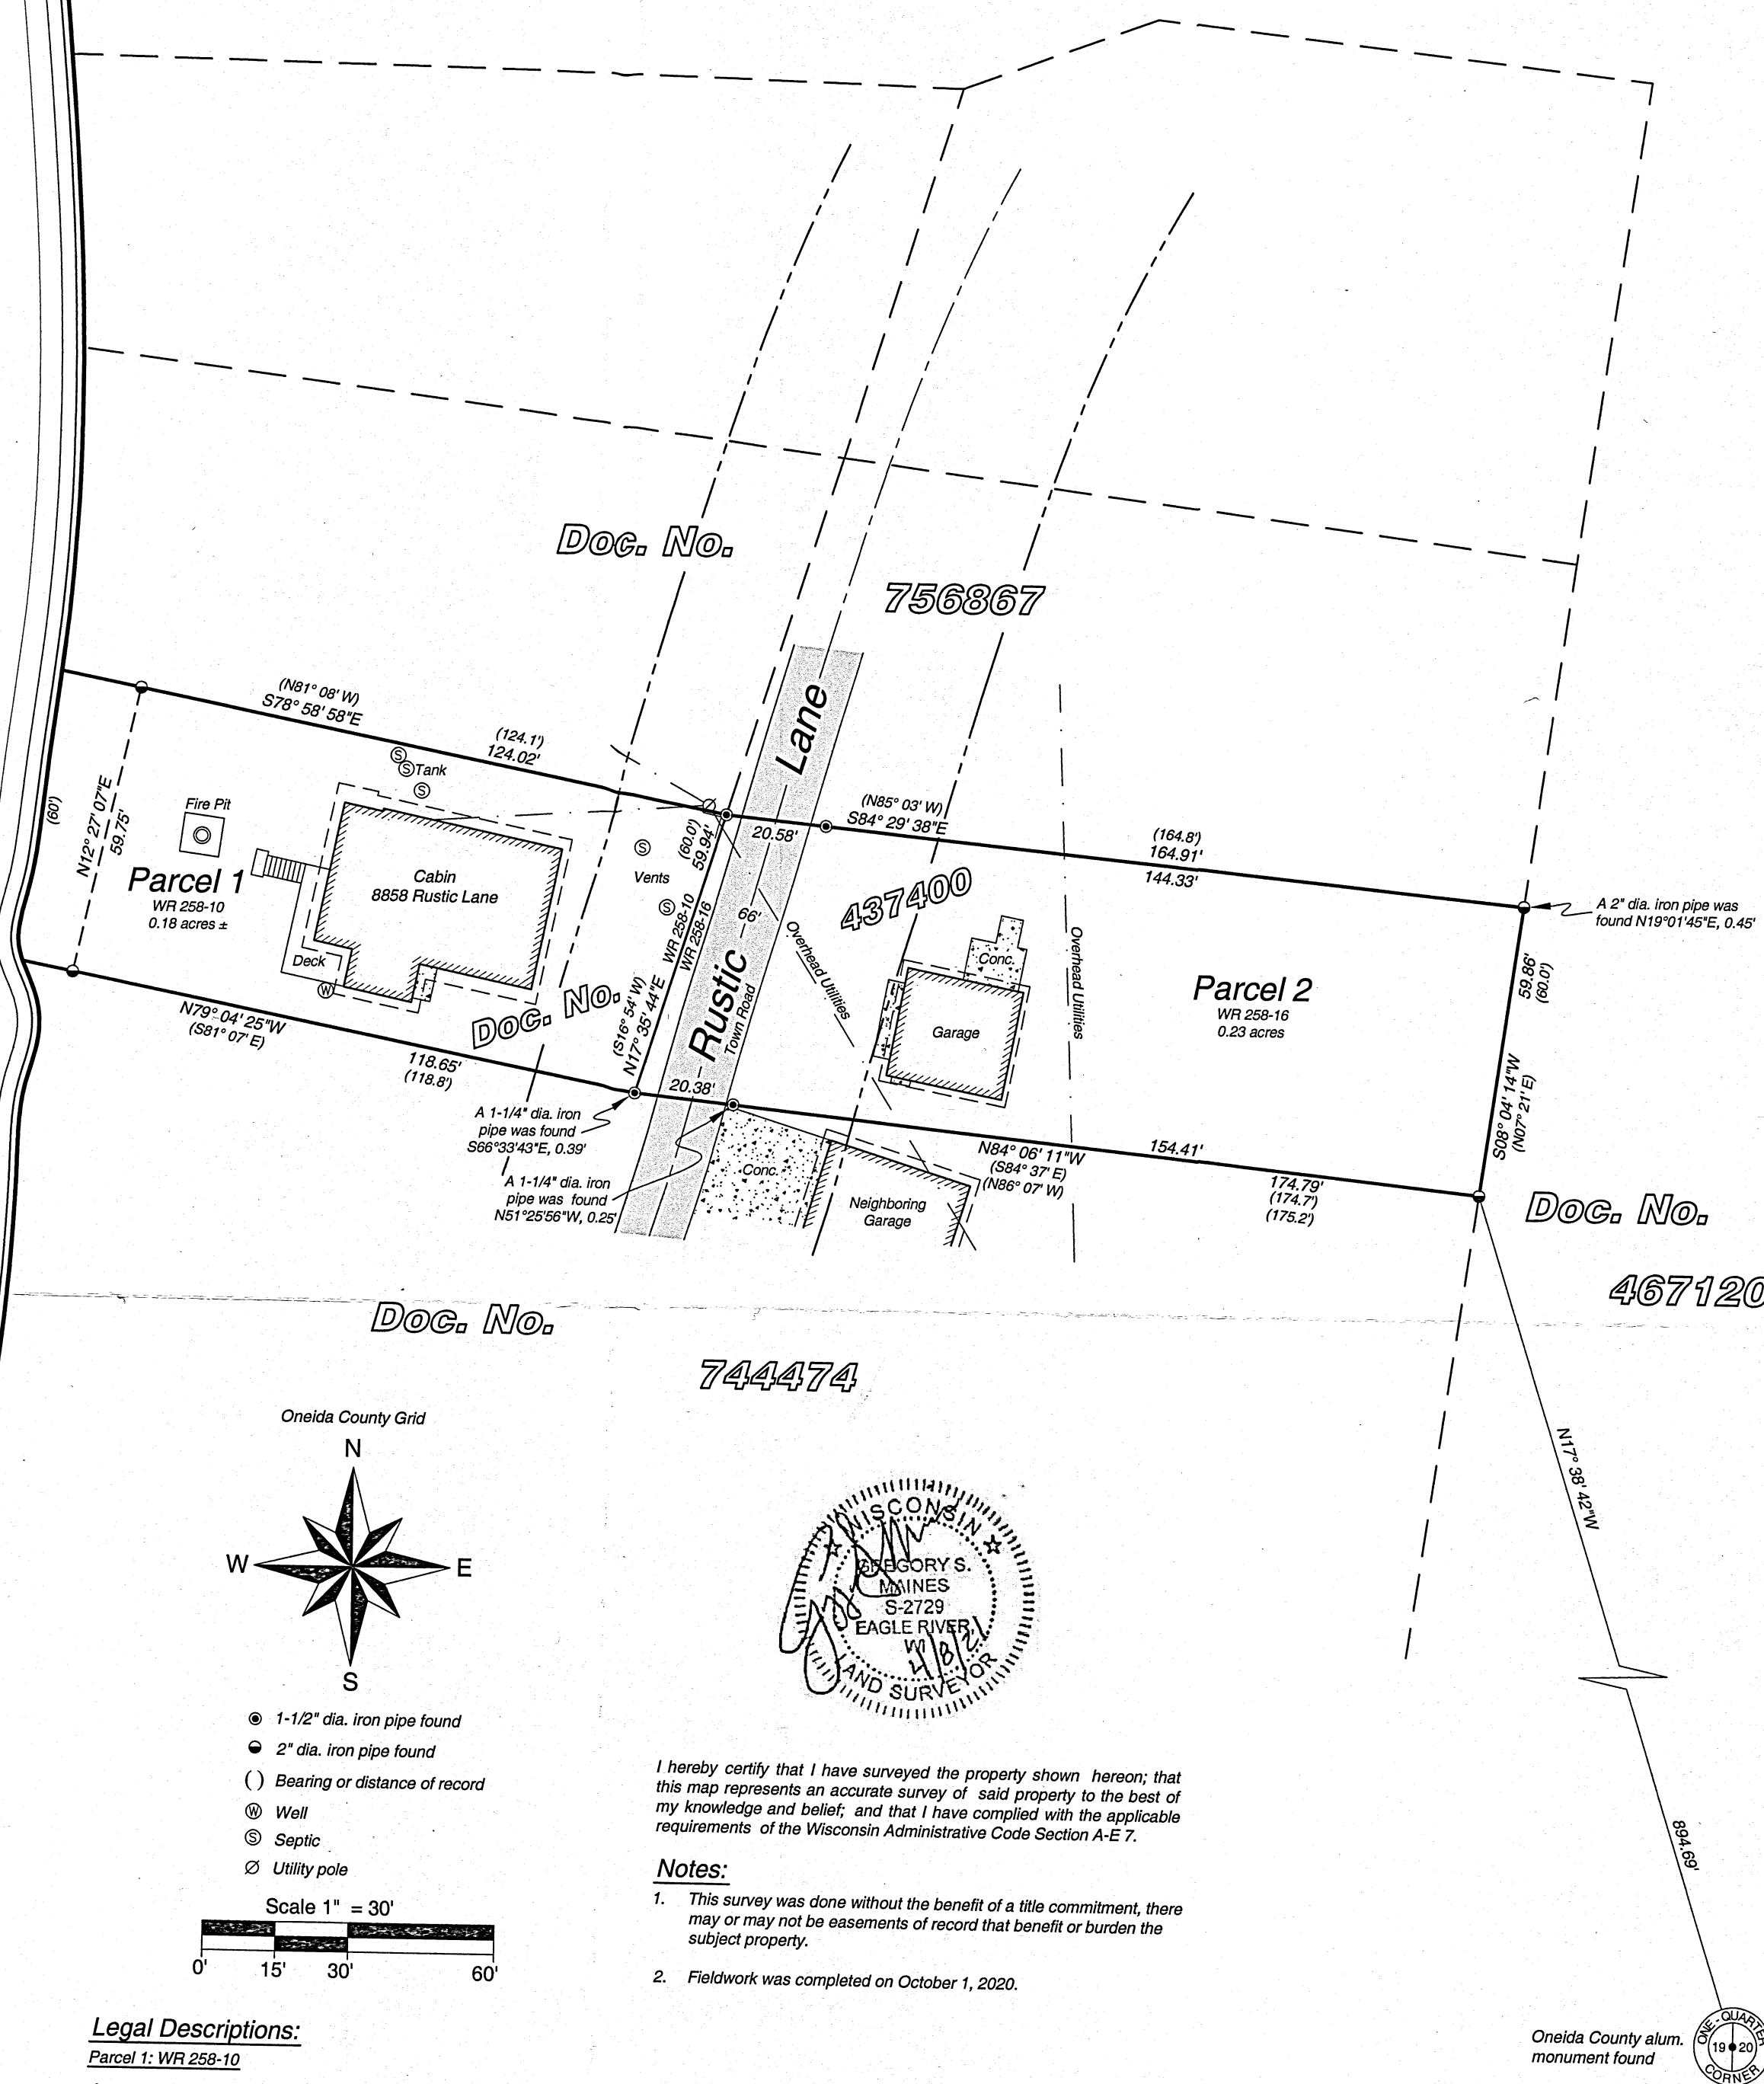 Doc. No.
756867
(N81° 08' W)
S78° 58' 58"E
(124.1')
124.02'
Tank
S
S
S
Fire Pit
(60')
N12° 27' 07"E
59.75'
Parcel 1
WR 258-10
0.18 acres ±
Cabin
8858 Rustic Lane
Deck
W
S
Vents
S
(60.0')
59.94'
WR 258-10
WR 258-16
(S16° 54' W)
N17° 35' 44"E
Rustic Lane
Town Road
66'
20.58'
(N85° 03' W)
S84° 29' 38"E
(164.8')
164.91'
144.33'
Doc. No.
437400
Overhead Utilities
Overhead Utilities
Conc.
Garage
Parcel 2
WR 258-16
0.23 acres
A 2" dia. iron pipe was
found N19°01'45"E, 0.45'
59.86'
(60.0')
S08° 04' 14"W
(N07° 21' E)
N79° 04' 25"W
(S81° 07' E)
118.65'
(118.8')
20.38'
A 1-1/4" dia. iron
pipe was found
S66°33'43"E, 0.39'
A 1-1/4" dia. iron
pipe was found
N51°25'56"W, 0.25'
Conc.
Neighboring
Garage
N84° 06' 11"W
(S84° 37' E)
(N86° 07' W)
154.41'
174.79'
(174.7')
(175.2')
Doc. No.
467120
Doc. No.
744474
N17° 38' 42"W
894.69'
Oneida County Grid
N
W
E
S
WISCONSIN
GREGORY S.
MAINES
S-2729
EAGLE RIVER,
WI
4/8/21
LAND SURVEYOR
1-1/2" dia. iron pipe found
2" dia. iron pipe found
( ) Bearing or distance of record
W Well
S Septic
Ø Utility pole
Scale 1" = 30'
0' 15' 30' 60'
I hereby certify that I have surveyed the property shown hereon; that
this map represents an accurate survey of said property to the best of
my knowledge and belief; and that I have complied with the applicable
requirements of the Wisconsin Administrative Code Section A-E 7.
Notes:
1. This survey was done without the benefit of a title commitment, there
may or may not be easements of record that benefit or burden the
subject property.
2. Fieldwork was completed on October 1, 2020.
Legal Descriptions:
Parcel 1: WR 258-10
Oneida County alum.
monument found
ONE-QUARTER
19 20
CORNER